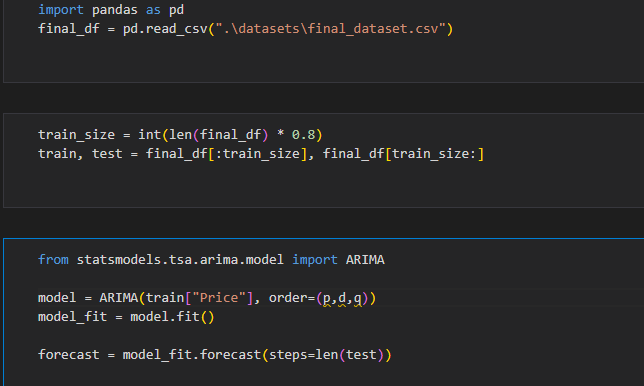 import pandas as pd
final_df = pd.read_csv(".\datasets\final_dataset.csv")
train_size = int(len(final_df) * 0.8)
train, test = final_df[:train_size], final_df[train_size:]
from statsmodels.tsa.arima.model import ARIMA
model = ARIMA(train["Price"], order=(p,d,q))
model_fit = model.fit()
forecast = model_fit.forecast(steps=len(test))